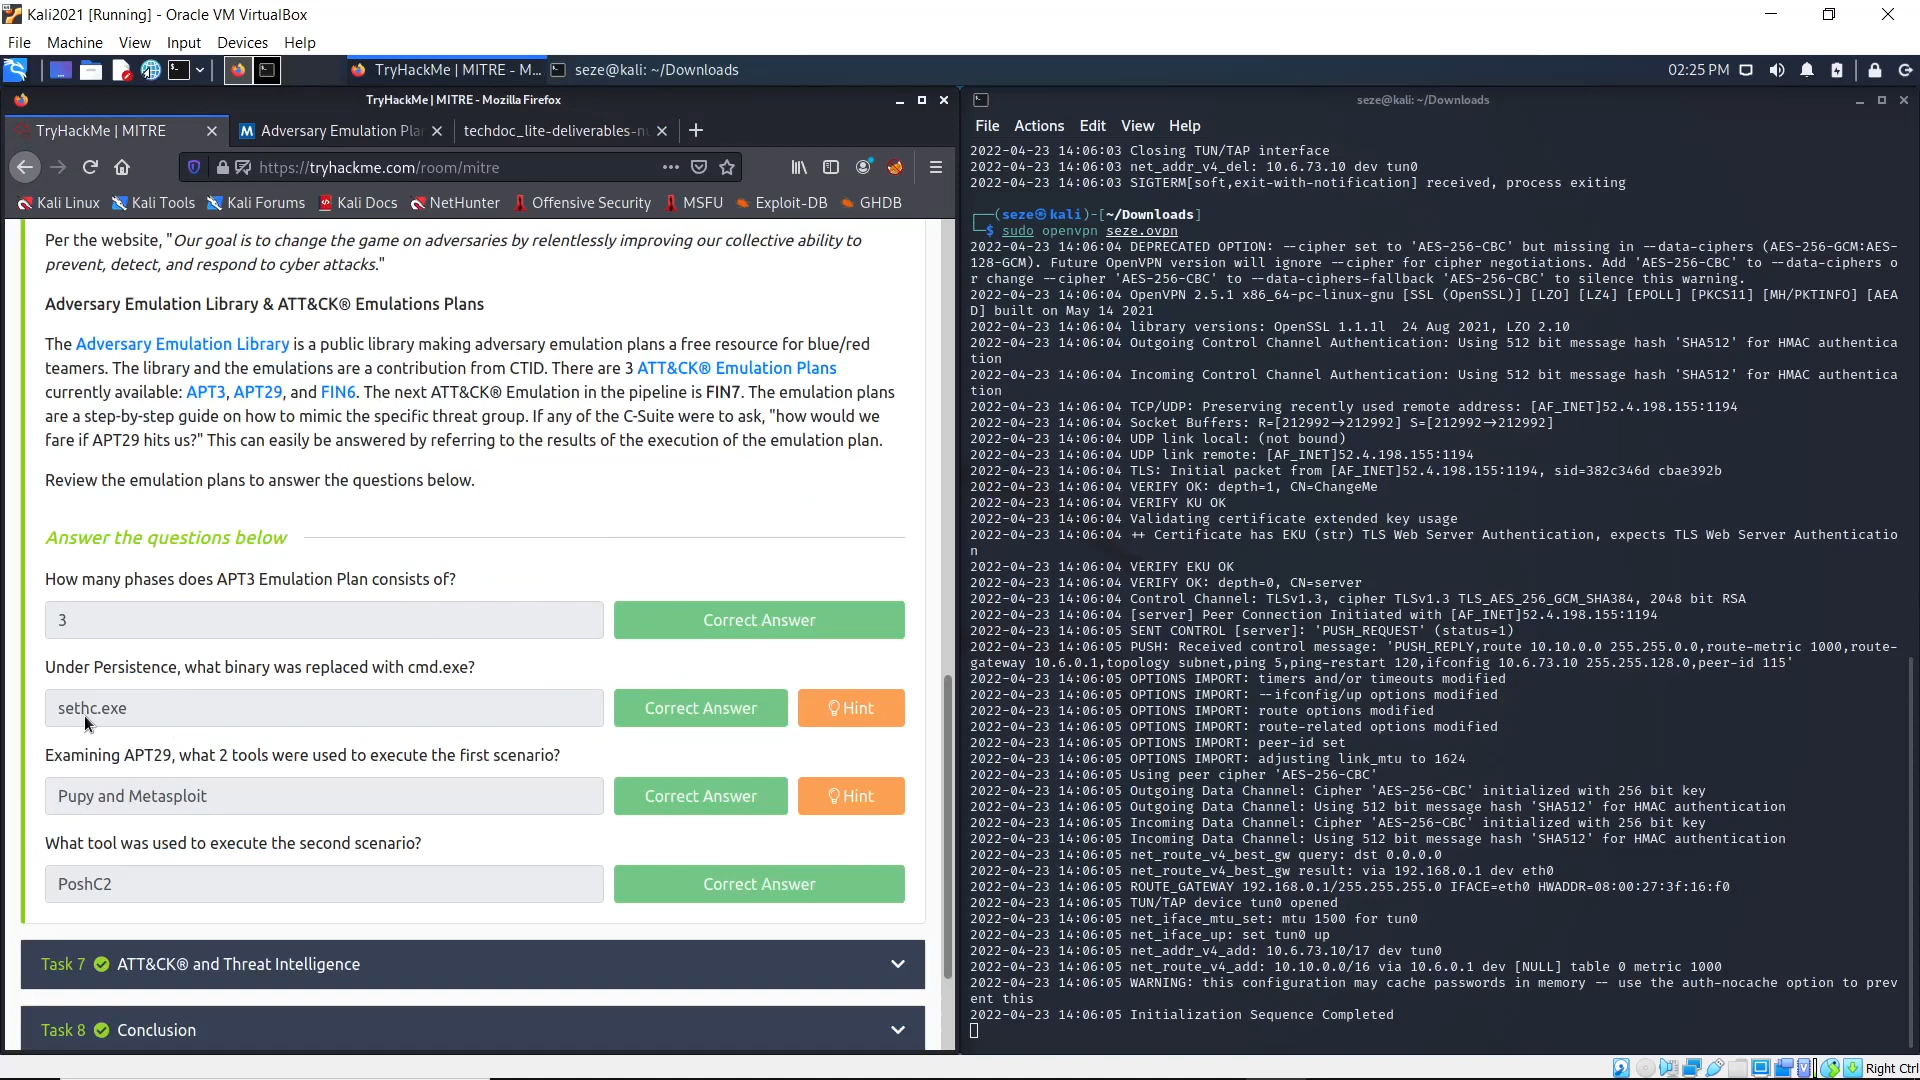 Kali2021 [Running] - Oracle VM VirtualBox
File Machine View Input Devices Help
TryHackMe | MITRE - M...
seze@kali: ~/Downloads
02:25 PM
TryHackMe | MITRE - Mozilla Firefox
TryHackMe | MITRE
Adversary Emulation Pla
techdoc_lite-deliverables-n
https://tryhackme.com/room/mitre
Kali Linux Kali Tools Kali Forums Kali Docs NetHunter Offensive Security MSFU Exploit-DB GHDB
Per the website, "Our goal is to change the game on adversaries by relentlessly improving our collective ability to
prevent, detect, and respond to cyber attacks."
Adversary Emulation Library & ATT&CK® Emulations Plans
The Adversary Emulation Library is a public library making adversary emulation plans a free resource for blue/red
teamers. The library and the emulations are a contribution from CTID. There are 3 ATT&CK® Emulation Plans
currently available: APT3, APT29, and FIN6. The next ATT&CK® Emulation in the pipeline is FIN7. The emulation plans
are a step-by-step guide on how to mimic the specific threat group. If any of the C-Suite were to ask, "how would we
fare if APT29 hits us?" This can easily be answered by referring to the results of the execution of the emulation plan.
Review the emulation plans to answer the questions below.
Answer the questions below
How many phases does APT3 Emulation Plan consists of?
3
Correct Answer
Under Persistence, what binary was replaced with cmd.exe?
sethc.exe
Correct Answer
Hint
Examining APT29, what 2 tools were used to execute the first scenario?
Pupy and Metasploit
Correct Answer
Hint
What tool was used to execute the second scenario?
PoshC2
Correct Answer
Task 7 ATT&CK® and Threat Intelligence
Task 8 Conclusion
seze@kali: ~/Downloads
File Actions Edit View Help
2022-04-23 14:06:03 Closing TUN/TAP interface
2022-04-23 14:06:03 net_addr_v4_del: 10.6.73.10 dev tun0
2022-04-23 14:06:03 SIGTERM[soft,exit-with-notification] received, process exiting
┌──(seze㉿kali)-[~/Downloads]
└─$ sudo openvpn seze.ovpn
2022-04-23 14:06:04 DEPRECATED OPTION: --cipher set to 'AES-256-CBC' but missing in --data-ciphers (AES-256-GCM:AES-
128-GCM). Future OpenVPN version will ignore --cipher for cipher negotiations. Add 'AES-256-CBC' to --data-ciphers o
r change --cipher 'AES-256-CBC' to --data-ciphers-fallback 'AES-256-CBC' to silence this warning.
2022-04-23 14:06:04 OpenVPN 2.5.1 x86_64-pc-linux-gnu [SSL (OpenSSL)] [LZO] [LZ4] [EPOLL] [PKCS11] [MH/PKTINFO] [AEA
D] built on May 14 2021
2022-04-23 14:06:04 library versions: OpenSSL 1.1.1l  24 Aug 2021, LZO 2.10
2022-04-23 14:06:04 Outgoing Control Channel Authentication: Using 512 bit message hash 'SHA512' for HMAC authentica
tion
2022-04-23 14:06:04 Incoming Control Channel Authentication: Using 512 bit message hash 'SHA512' for HMAC authentica
tion
2022-04-23 14:06:04 TCP/UDP: Preserving recently used remote address: [AF_INET]52.4.198.155:1194
2022-04-23 14:06:04 Socket Buffers: R=[212992→212992] S=[212992→212992]
2022-04-23 14:06:04 UDP link local: (not bound)
2022-04-23 14:06:04 UDP link remote: [AF_INET]52.4.198.155:1194
2022-04-23 14:06:04 TLS: Initial packet from [AF_INET]52.4.198.155:1194, sid=382c346d cbae392b
2022-04-23 14:06:04 VERIFY OK: depth=1, CN=ChangeMe
2022-04-23 14:06:04 VERIFY KU OK
2022-04-23 14:06:04 Validating certificate extended key usage
2022-04-23 14:06:04 ++ Certificate has EKU (str) TLS Web Server Authentication, expects TLS Web Server Authenticatio
n
2022-04-23 14:06:04 VERIFY EKU OK
2022-04-23 14:06:04 VERIFY OK: depth=0, CN=server
2022-04-23 14:06:04 Control Channel: TLSv1.3, cipher TLSv1.3 TLS_AES_256_GCM_SHA384, 2048 bit RSA
2022-04-23 14:06:04 [server] Peer Connection Initiated with [AF_INET]52.4.198.155:1194
2022-04-23 14:06:05 SENT CONTROL [server]: 'PUSH_REQUEST' (status=1)
2022-04-23 14:06:05 PUSH: Received control message: 'PUSH_REPLY,route 10.10.0.0 255.255.0.0,route-metric 1000,route-
gateway 10.6.0.1,topology subnet,ping 5,ping-restart 120,ifconfig 10.6.73.10 255.255.128.0,peer-id 115'
2022-04-23 14:06:05 OPTIONS IMPORT: timers and/or timeouts modified
2022-04-23 14:06:05 OPTIONS IMPORT: --ifconfig/up options modified
2022-04-23 14:06:05 OPTIONS IMPORT: route options modified
2022-04-23 14:06:05 OPTIONS IMPORT: route-related options modified
2022-04-23 14:06:05 OPTIONS IMPORT: peer-id set
2022-04-23 14:06:05 OPTIONS IMPORT: adjusting link_mtu to 1624
2022-04-23 14:06:05 Using peer cipher 'AES-256-CBC'
2022-04-23 14:06:05 Outgoing Data Channel: Cipher 'AES-256-CBC' initialized with 256 bit key
2022-04-23 14:06:05 Outgoing Data Channel: Using 512 bit message hash 'SHA512' for HMAC authentication
2022-04-23 14:06:05 Incoming Data Channel: Cipher 'AES-256-CBC' initialized with 256 bit key
2022-04-23 14:06:05 Incoming Data Channel: Using 512 bit message hash 'SHA512' for HMAC authentication
2022-04-23 14:06:05 net_route_v4_best_gw query: dst 0.0.0.0
2022-04-23 14:06:05 net_route_v4_best_gw result: via 192.168.0.1 dev eth0
2022-04-23 14:06:05 ROUTE_GATEWAY 192.168.0.1/255.255.255.0 IFACE=eth0 HWADDR=08:00:27:3f:16:f0
2022-04-23 14:06:05 TUN/TAP device tun0 opened
2022-04-23 14:06:05 net_iface_mtu_set: mtu 1500 for tun0
2022-04-23 14:06:05 net_iface_up: set tun0 up
2022-04-23 14:06:05 net_addr_v4_add: 10.6.73.10/17 dev tun0
2022-04-23 14:06:05 net_route_v4_add: 10.10.0.0/16 via 10.6.0.1 dev [NULL] table 0 metric 1000
2022-04-23 14:06:05 WARNING: this configuration may cache passwords in memory -- use the auth-nocache option to prev
ent this
2022-04-23 14:06:05 Initialization Sequence Completed
Right Ctrl